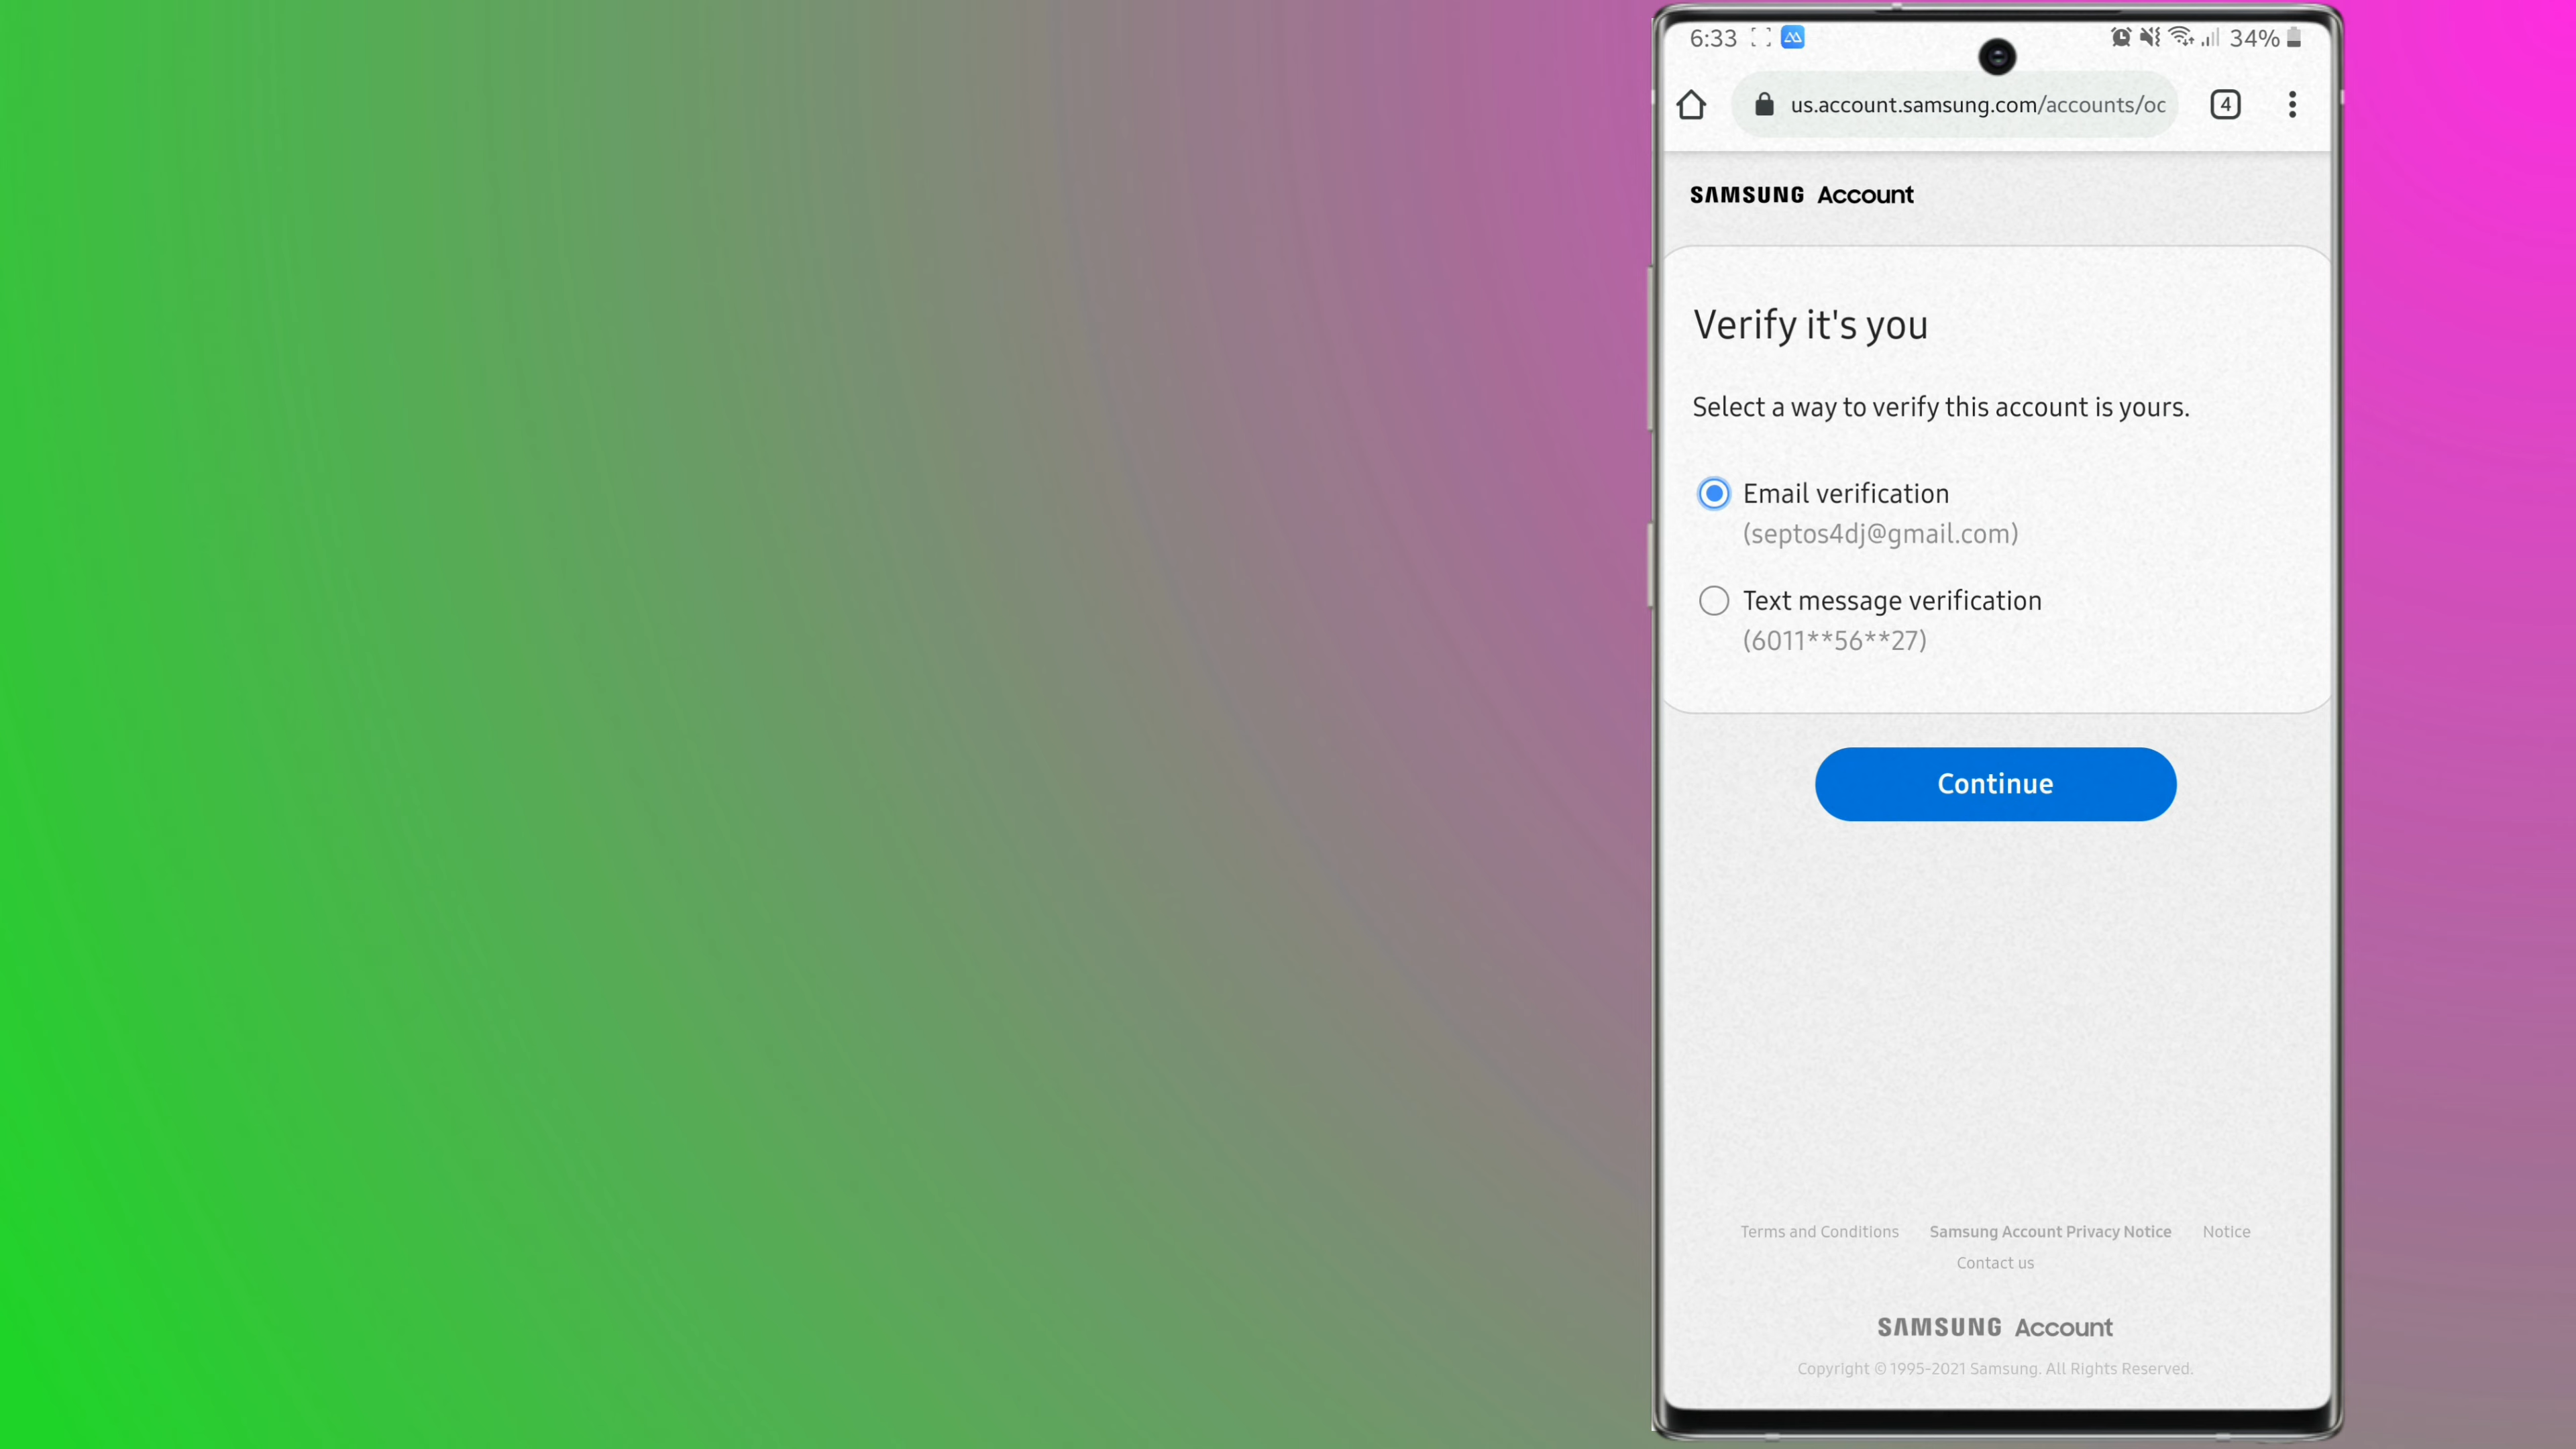 6:33
34%
us.account.samsung.com/accounts/oc
4
SAMSUNG Account
Verify it's you
Select a way to verify this account is yours.
Email verification
(septos4dj@gmail.com)
Text message verification
(6011**56**27)
Continue
Terms and Conditions Samsung Account Privacy Notice Notice
Contact us
SAMSUNG Account
Copyright © 1995-2021 Samsung. All Rights Reserved.